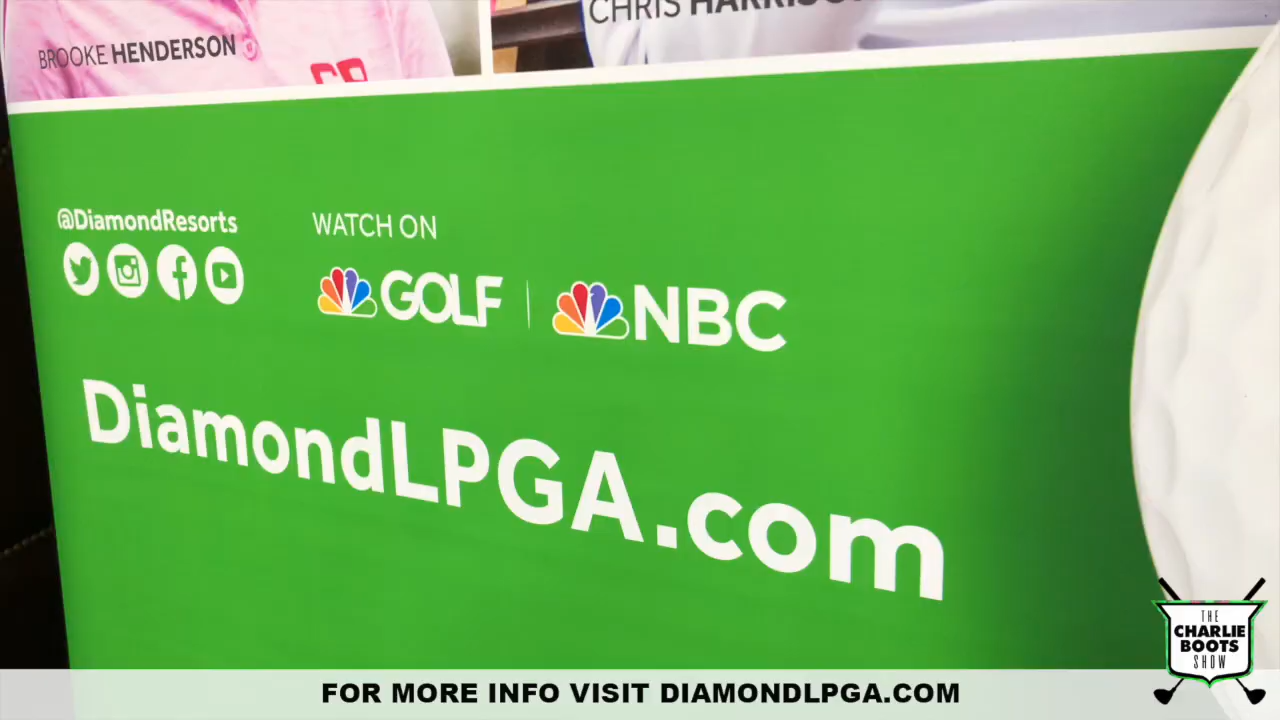 BROOKE HENDERSON
CHRIS HARRISON
@DiamondResorts
WATCH ON
GOLF | NBC
DiamondLPGA.com
THE
CHARLIE
BOOTS
SHOW
FOR MORE INFO VISIT DIAMONDLPGA.COM